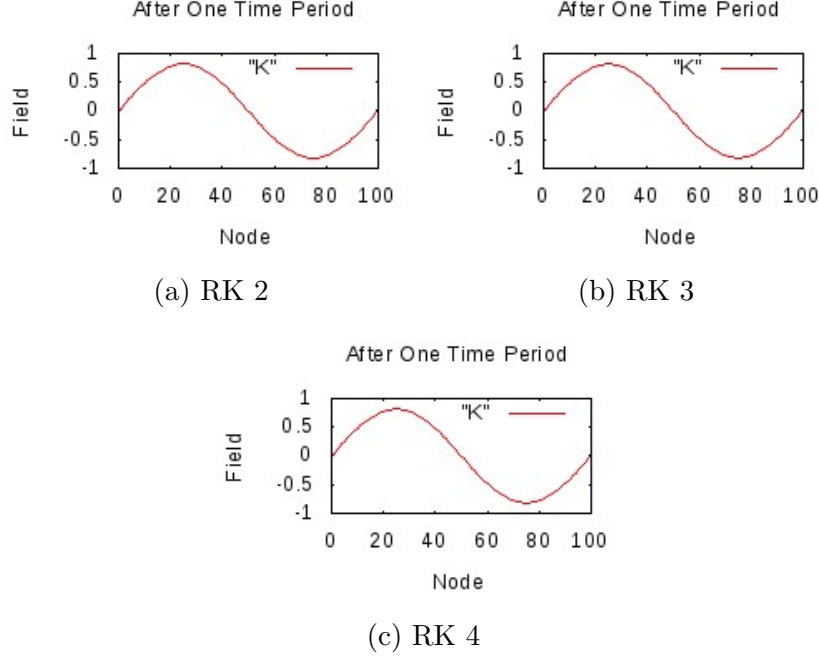 After One Time Period
1
0.5
0
-0.5
-1
Field
"K"
0 20 40 60 80 100
Node
(a) RK 2
After One Time Period
1
0.5
0
-0.5
-1
Field
"K"
0 20 40 60 80 100
Node
(b) RK 3
After One Time Period
1
0.5
0
-0.5
-1
Field
"K"
0 20 40 60 80 100
Node
(c) RK 4